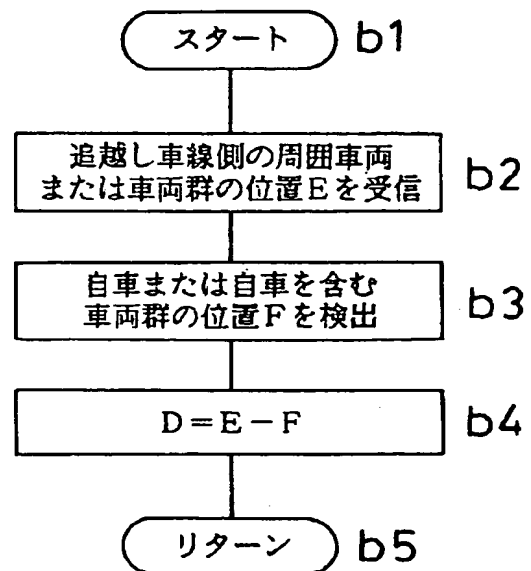 スタート b1
追越し車線側の周囲車両
または車両群の位置Eを受信 b2
自車または自車を含む
車両群の位置Fを検出 b3
D=E-F b4
リターン b5